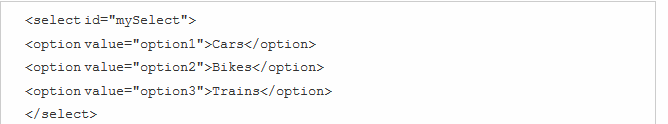 <select id="mySelect">
<option value="option1">Cars</option>
<option value="option2">Bikes</option>
<option value="option3">Trains</option>
</select>